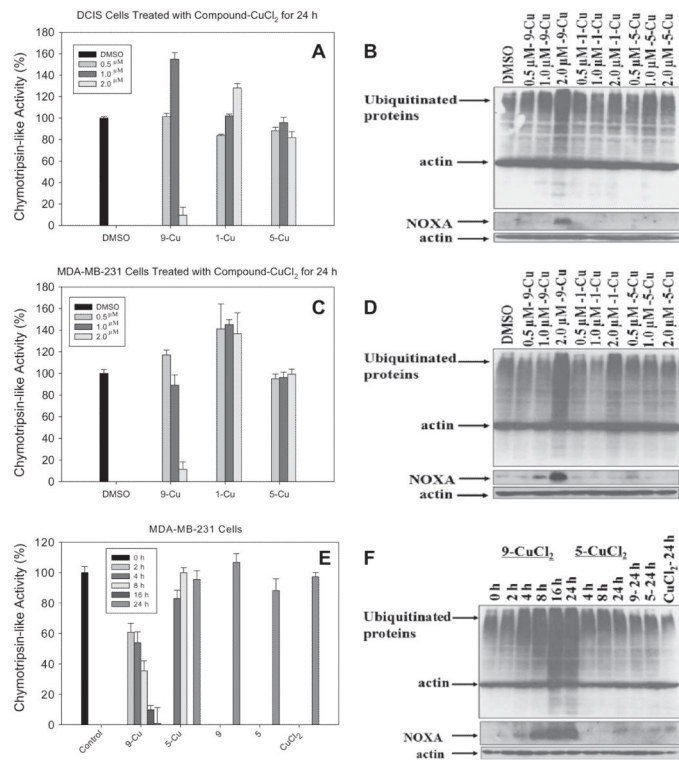 DCIS Cells Treated with Compound-CuCl2 for 24 h
A
Chymotripsin-like Activity (%)
180
160
140
120
100
80
60
40
20
0
DMSO
0.5 µM
1.0 µM
2.0 µM
DMSO
9-Cu
1-Cu
5-Cu
B
DMSO
0.5 µM-9-Cu
1.0 µM-9-Cu
2.0 µM-9-Cu
0.5 µM-1-Cu
1.0 µM-1-Cu
2.0 µM-1-Cu
0.5 µM-5-Cu
1.0 µM-5-Cu
2.0 µM-5-Cu
Ubiquitinated
proteins
actin
NOXA
actin
MDA-MB-231 Cells Treated with Compound-CuCl2 for 24 h
C
Chymotripsin-like Activity (%)
180
160
140
120
100
80
60
40
20
0
DMSO
0.5 µM
1.0 µM
2.0 µM
DMSO
9-Cu
1-Cu
5-Cu
D
DMSO
0.5 µM-9-Cu
1.0 µM-9-Cu
2.0 µM-9-Cu
0.5 µM-1-Cu
1.0 µM-1-Cu
2.0 µM-1-Cu
0.5 µM-5-Cu
1.0 µM-5-Cu
2.0 µM-5-Cu
Ubiquitinated
proteins
actin
NOXA
actin
MDA-MB-231 Cells
E
Chymotripsin-like Activity (%)
120
100
80
60
40
20
0
0 h
2 h
4 h
8 h
16 h
24 h
Control
9-Cu
5-Cu
9
5
CuCl2
F
9-CuCl2 5-CuCl2
0 h
2 h
4 h
8 h
16 h
24 h
4 h
8 h
24 h
9-24 h
5-24 h
CuCl2- 24 h
Ubiquitinated
proteins
actin
NOXA
actin